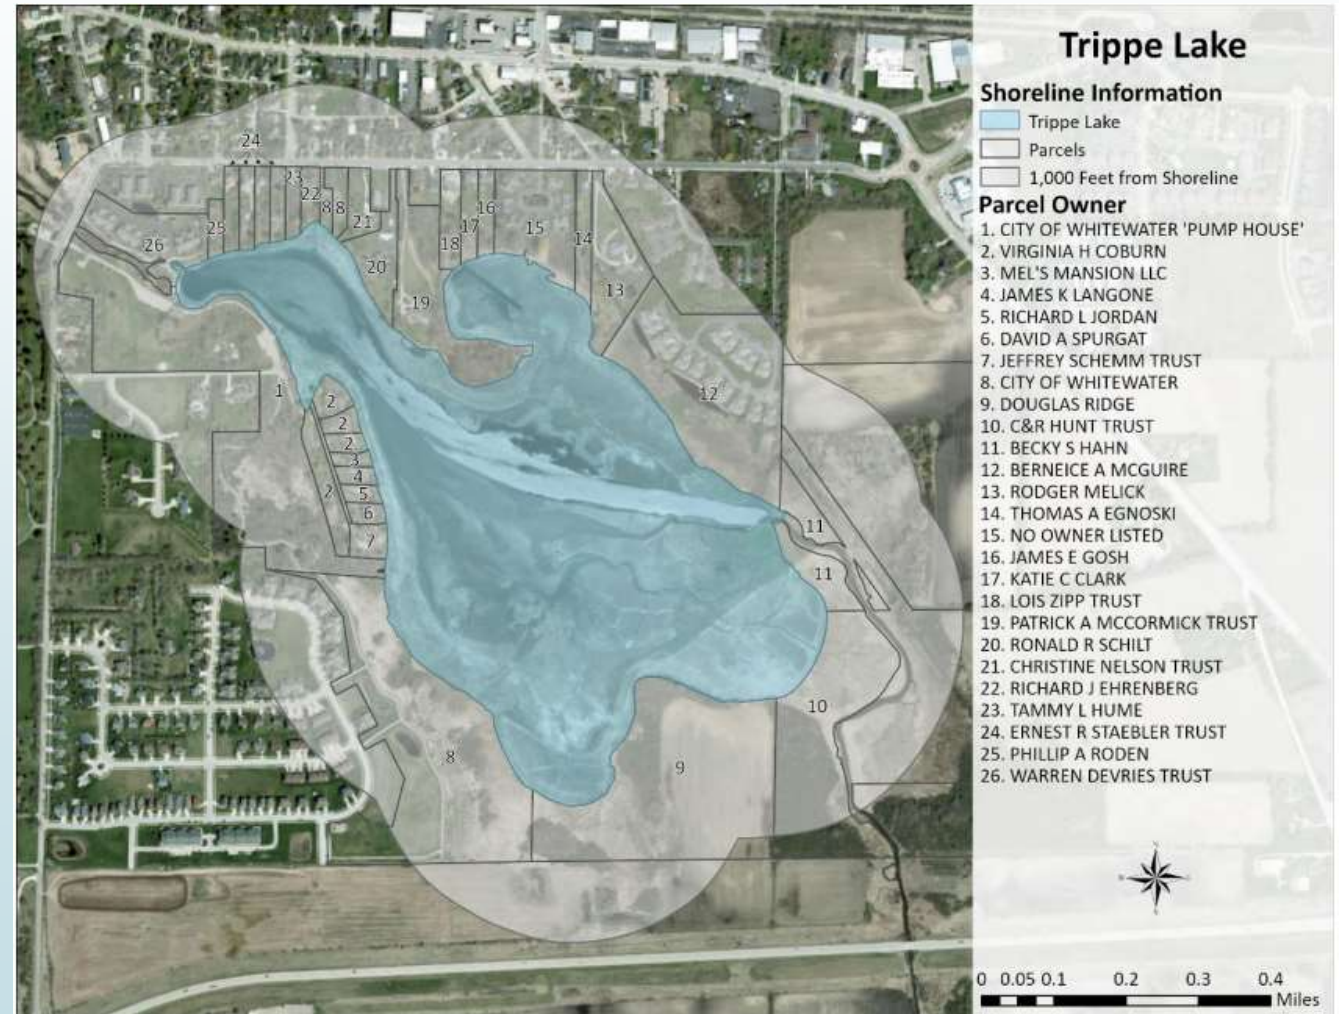 Trippe Lake
Shoreline Information
Trippe Lake
Parcels
1,000 Feet from Shoreline
Parcel Owner
1. CITY OF WHITEWATER 'PUMP HOUSE'
2. VIRGINIA H COBURN
3. MEL'S MANSION LLC
4. JAMES K LANGONE
5. RICHARD L JORDAN
6. DAVID A SPURGAT
7. JEFFREY SCHEMM TRUST
8. CITY OF WHITEWATER
9. DOUGLAS RIDGE
10. C&R HUNT TRUST
11. BECKY S HAHN
12. BERNEICE A MCGUIRE
13. RODGER MELICK
14. THOMAS A EGNOSKI
15. NO OWNER LISTED
16. JAMES E GOSH
17. KATIE C CLARK
18. LOIS ZIPP TRUST
19. PATRICK A MCCORMICK TRUST
20. RONALD R SCHILT
21. CHRISTINE NELSON TRUST
22. RICHARD J EHRENBERG
23. TAMMY L HUME
24. ERNEST R STAEBLER TRUST
25. PHILLIP A RODEN
26. WARREN DEVRIES TRUST
0 0.05 0.1 0.2 0.3 0.4
Miles
24
23
22
8 8
21
25
26
20
19
18
17
16
15
14
13
12
1
2
2
2
3
4
5
6
7
2
11
11
10
9
8